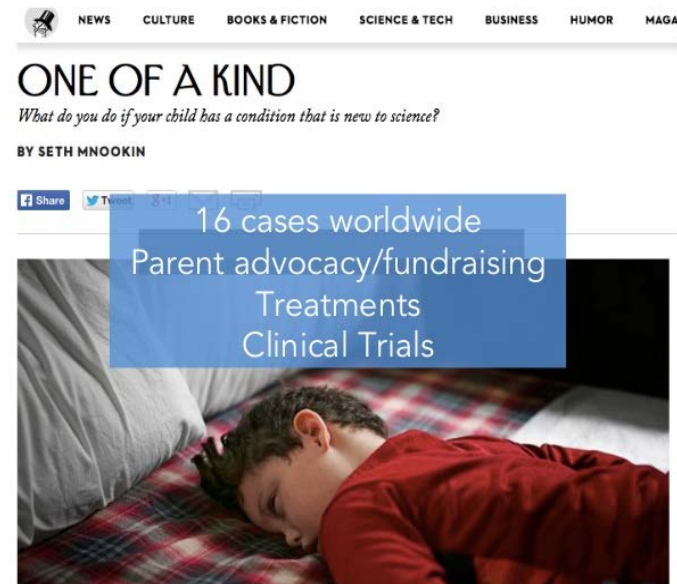 NEWS CULTURE BOOKS & FICTION SCIENCE & TECH BUSINESS HUMOR MAGA
ONE OF A KIND
What do you do if your child has a condition that is new to science?
BY SETH MNOOKIN
Share Tweet
16 cases worldwide
Parent advocacy/fundraising
Treatments
Clinical Trials